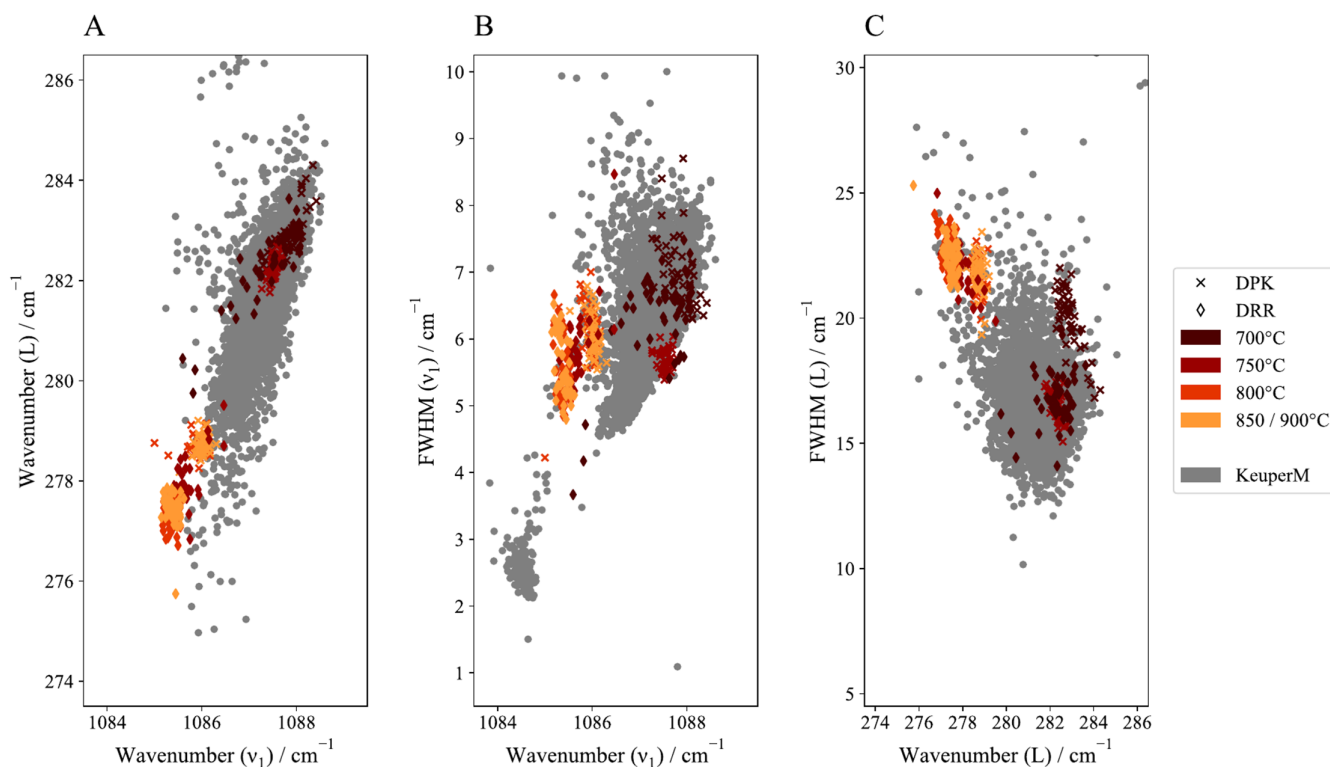 A
B
C
286
284
282
280
278
276
274
Wavenumber (L) / cm⁻¹
1084
1086
1088
Wavenumber (ν₁) / cm⁻¹
10
9
8
7
6
5
4
3
2
1
FWHM (ν₁) / cm⁻¹
1084
1086
1088
Wavenumber (ν₁) / cm⁻¹
30
25
20
15
10
5
FWHM (L) / cm⁻¹
274
276
278
280
282
284
286
Wavenumber (L) / cm⁻¹
DPK
DRR
700°C
750°C
800°C
850 / 900°C
KeuperM